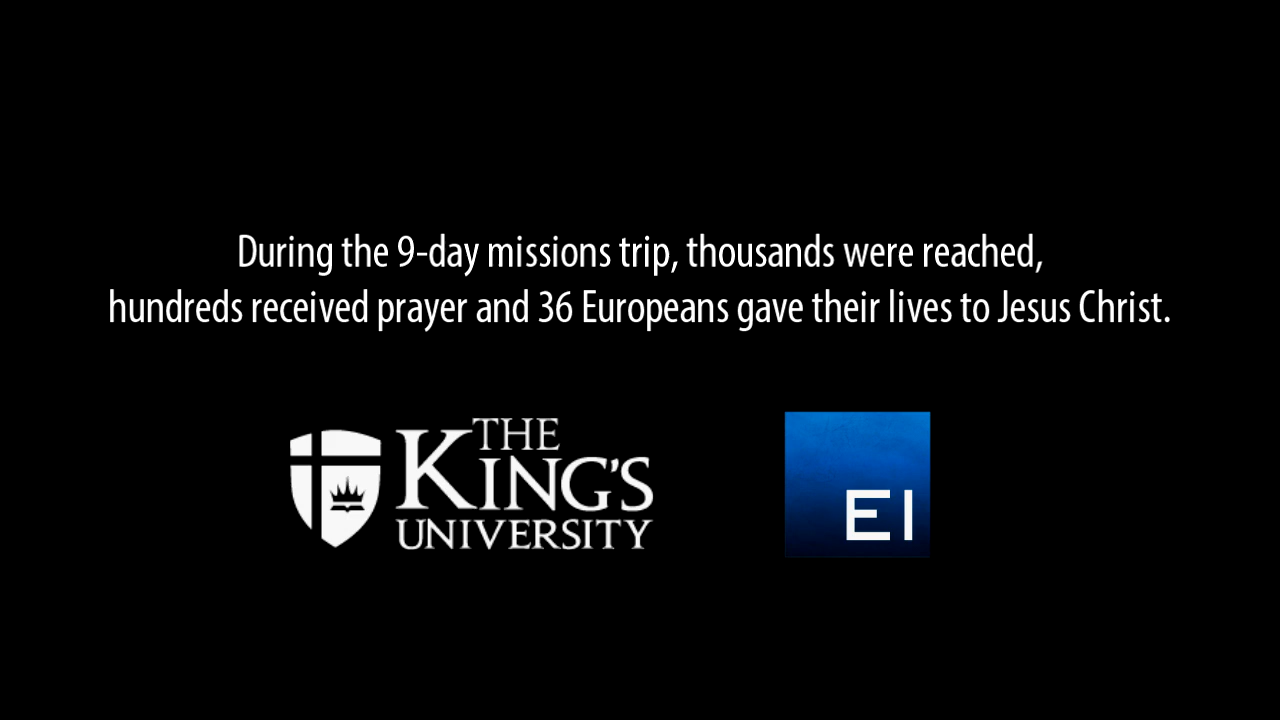 During the 9-day missions trip, thousands were reached,
hundreds received prayer and 36 Europeans gave their lives to Jesus Christ.
THE
KING'S
UNIVERSITY
EI